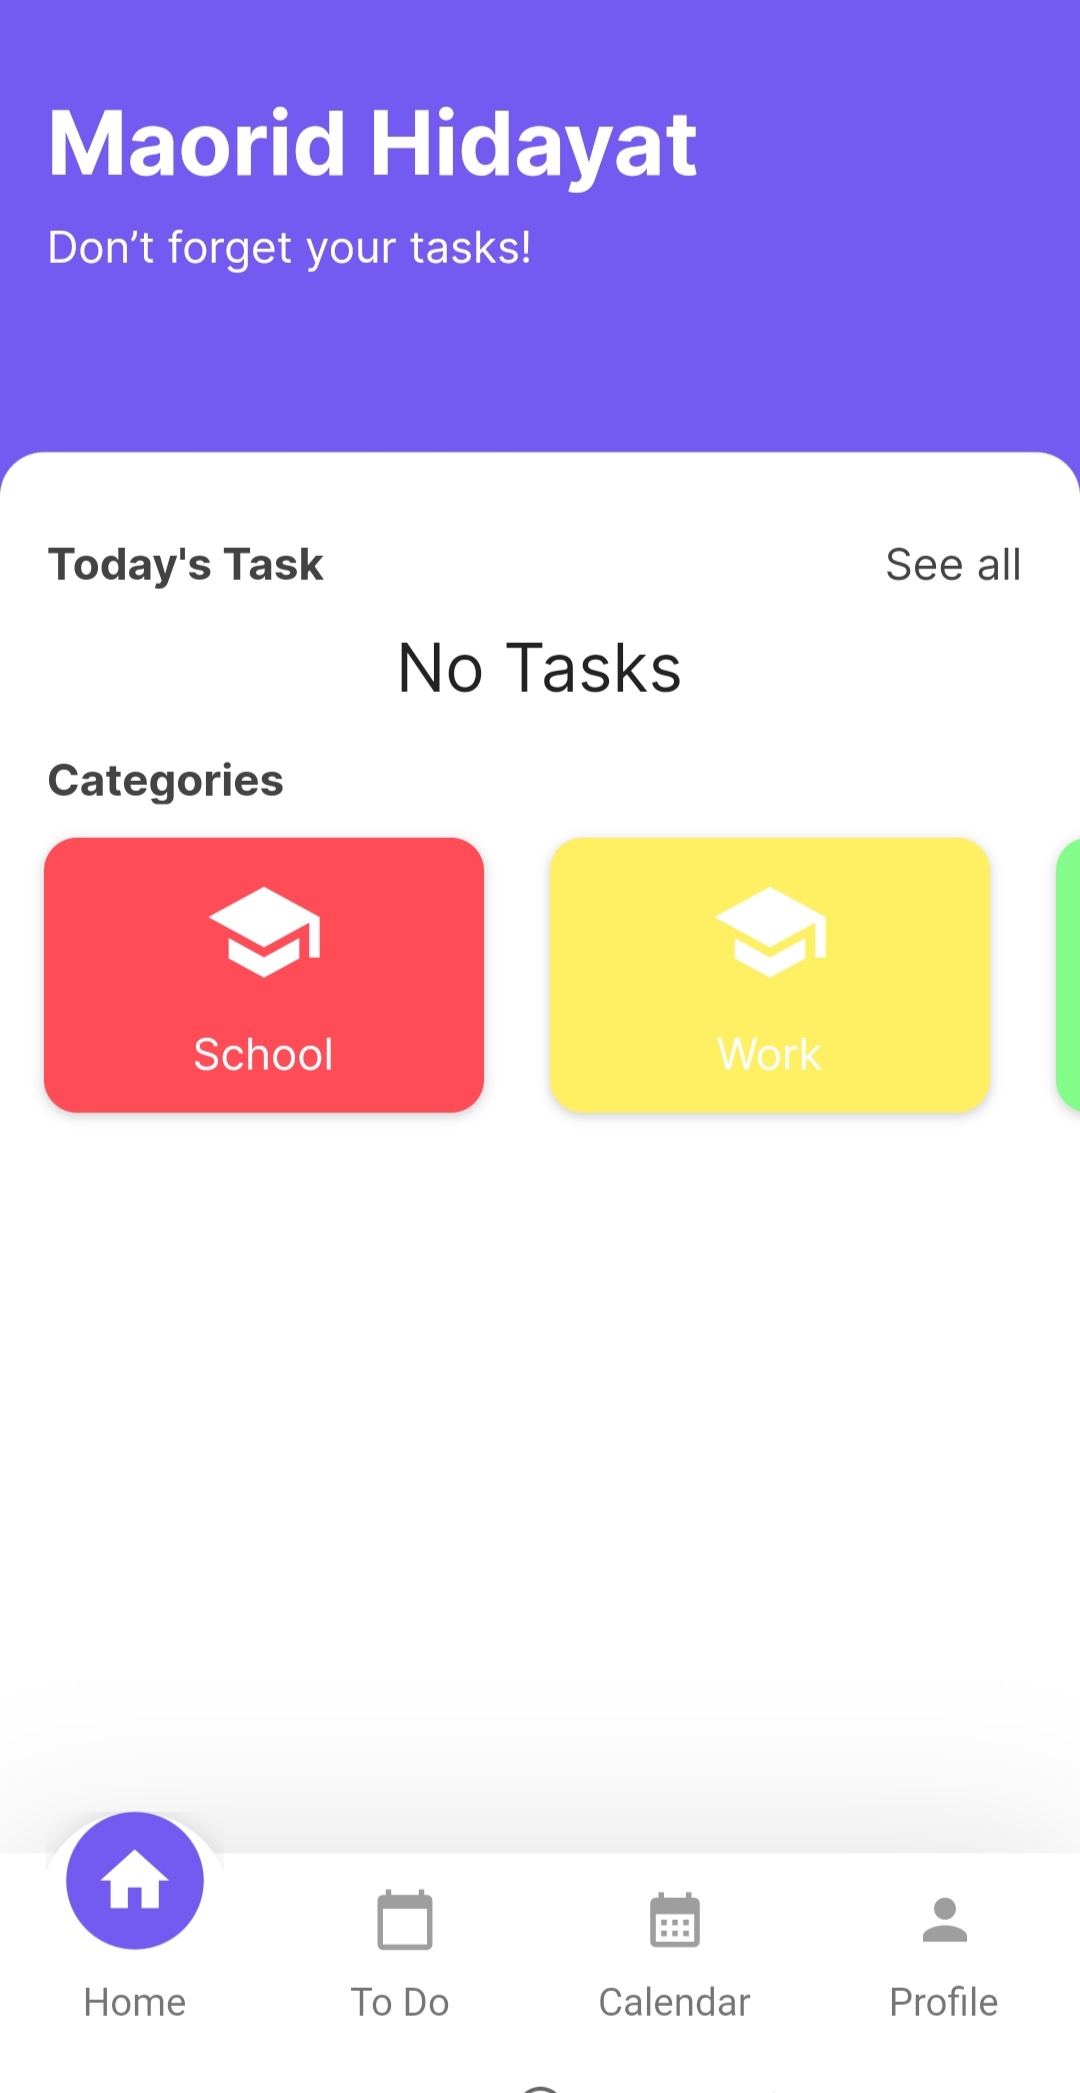 Maorid Hidayat
Don’t forget your tasks!
Today's Task
See all
No Tasks
Categories
School
Work
Home
To Do
Calendar
Profile